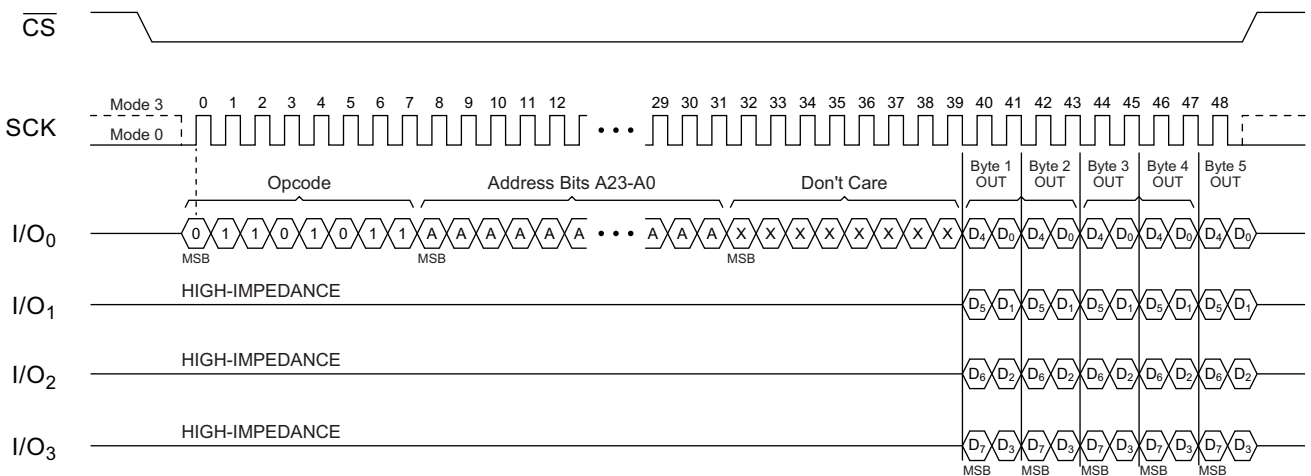 CS
0 1 2 3 4 5 6 7 8 9 10 11 12 29 30 31 32 33 34 35 36 37 38 39 40 41 42 43 44 45 46 47 48
Mode 3
SCK
Mode 0
• • •
Opcode Address Bits A23-A0 Don't Care Byte 1 OUT Byte 2 OUT Byte 3 OUT Byte 4 OUT Byte 5 OUT
I/O0 0 1 1 0 1 0 1 1 A A A A A A • • • A A A X X X X X X X X D4 D0 D4 D0 D4 D0 D4 D0 D4 D0
MSB MSB MSB
HIGH-IMPEDANCE
I/O1 D5 D1 D5 D1 D5 D1 D5 D1 D5 D1
HIGH-IMPEDANCE
I/O2 D6 D2 D6 D2 D6 D2 D6 D2 D6 D2
HIGH-IMPEDANCE
I/O3 D7 D3 D7 D3 D7 D3 D7 D3 D7 D3
MSB MSB MSB MSB MSB